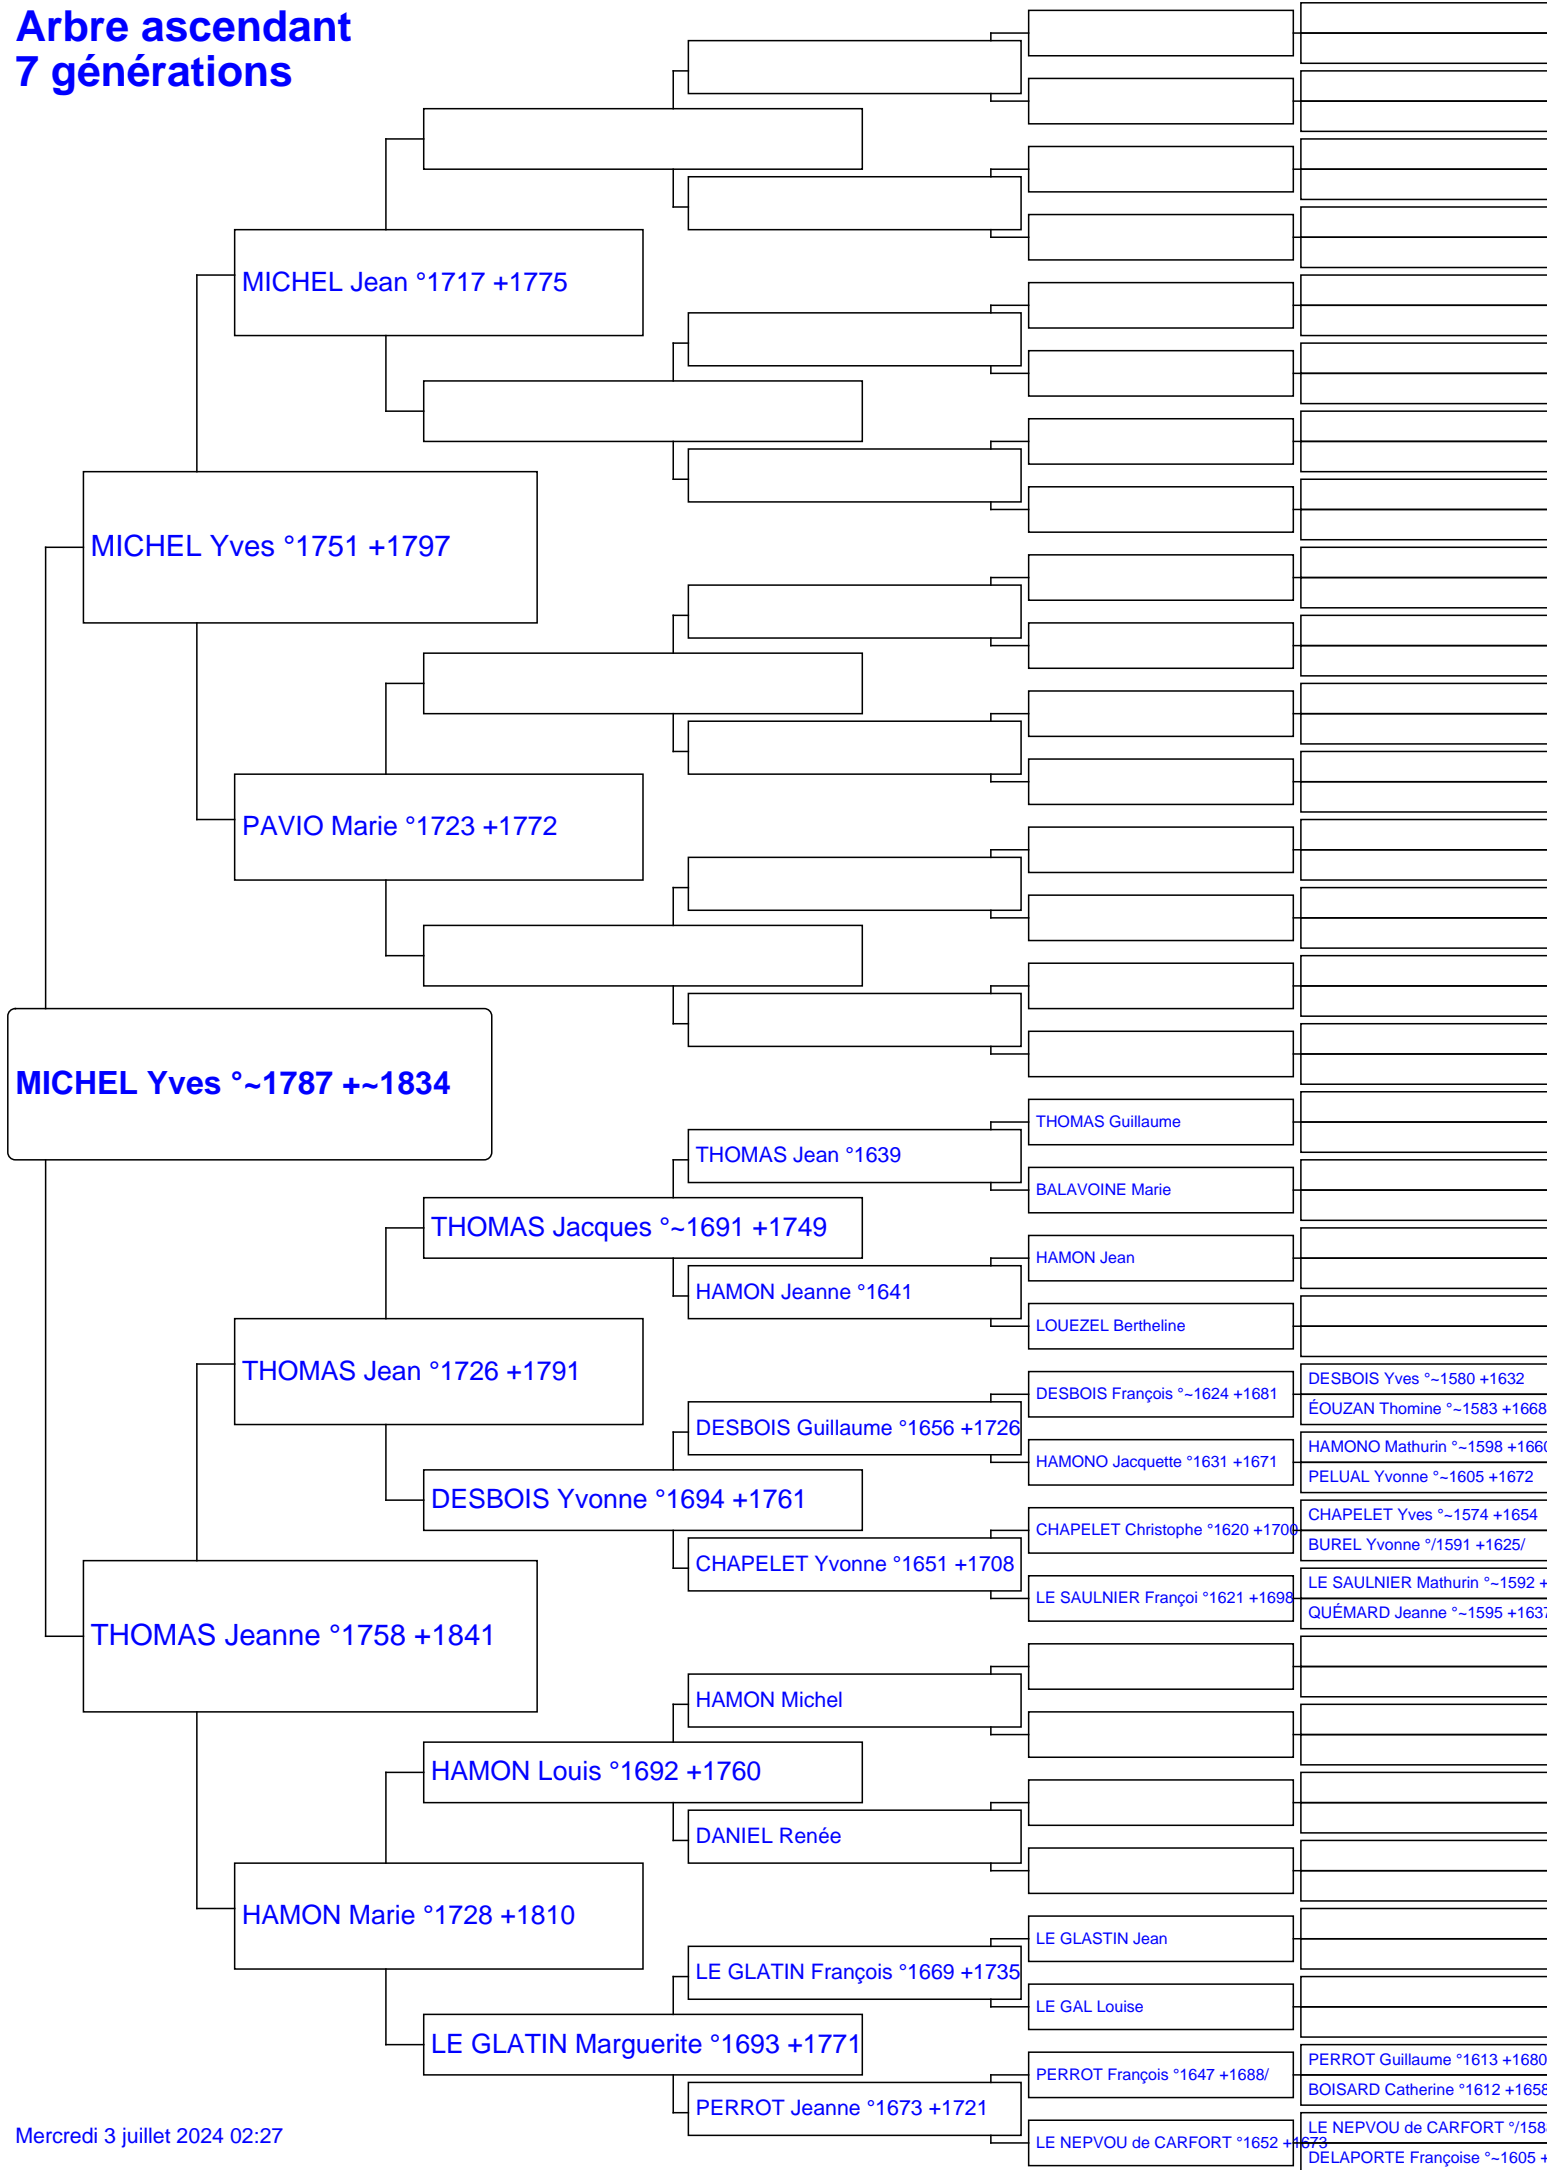 Arbre ascendant
7 générations
MICHEL Jean °1717 +1775
MICHEL Yves °1751 +1797
PAVIO Marie °1723 +1772
MICHEL Yves °~1787 +~1834
THOMAS Guillaume
THOMAS Jean °1639
BALAVOINE Marie
THOMAS Jacques °~1691 +1749
HAMON Jean
HAMON Jeanne °1641
LOUEZEL Bertheline
THOMAS Jean °1726 +1791
DESBOIS Yves °~1580 +1632
DESBOIS François °~1624 +1681
ÉOUZAN Thomine °~1583 +1668
DESBOIS Guillaume °1656 +1726
HAMONO Mathurin °~1598 +1660
HAMONO Jacquette °1631 +1671
PELUAL Yvonne °~1605 +1672
DESBOIS Yvonne °1694 +1761
CHAPELET Yves °~1574 +1654
CHAPELET Christophe °1620 +1700
BUREL Yvonne °/1591 +1625/
CHAPELET Yvonne °1651 +1708
LE SAULNIER Mathurin °~1592 +
LE SAULNIER Françoi °1621 +1698
QUÉMARD Jeanne °~1595 +1637
THOMAS Jeanne °1758 +1841
HAMON Michel
HAMON Louis °1692 +1760
DANIEL Renée
HAMON Marie °1728 +1810
LE GLASTIN Jean
LE GLATIN François °1669 +1735
LE GAL Louise
LE GLATIN Marguerite °1693 +1771
PERROT Guillaume °1613 +1680
PERROT François °1647 +1688/
BOISARD Catherine °1612 +1658
PERROT Jeanne °1673 +1721
LE NEPVOU de CARFORT °/158
LE NEPVOU de CARFORT °1652 +1673
DELAPORTE Françoise °~1605 +
Mercredi 3 juillet 2024 02:27